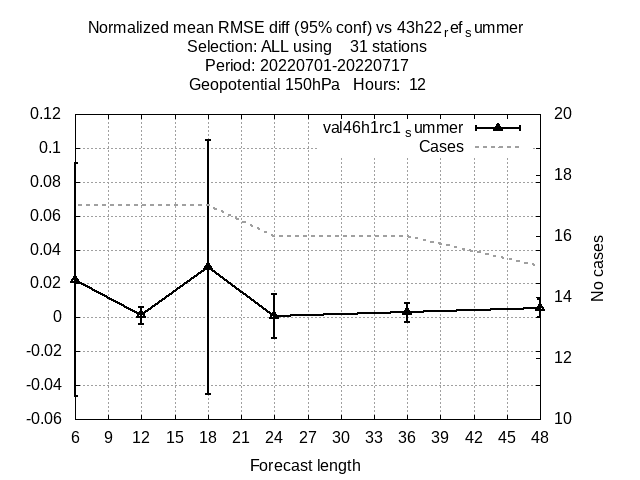 Normalized mean RMSE diff (95% conf) vs 43h22ref summer
Selection: ALL using 31 stations
Period: 20220701-20220717
Geopotential 150hPa Hours: 12
val46h1rc1summer
Cases
0.12
0.1
0.08
0.06
0.04
0.02
0
-0.02
-0.04
-0.06
20
18
16
14
12
10
No cases
6 9 12 15 18 21 24 27 30 33 36 39 42 45 48
Forecast length